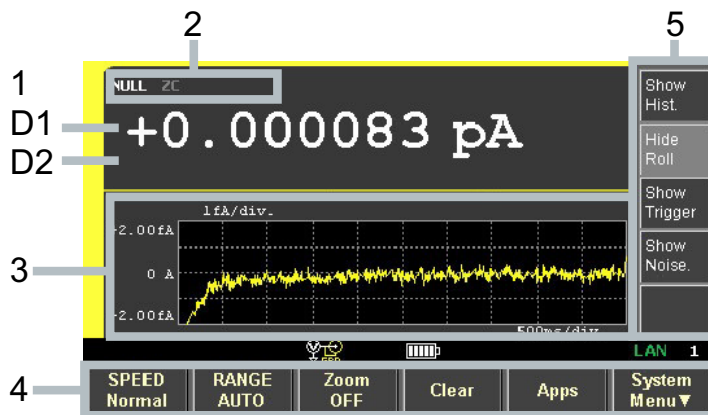 2
5
1
NULL ZC
D1
+0.000083 pA
D2
Show
Hist.
Hide
Roll
Show
Trigger
Show
Noise.
1fA/div.
2.00fA
3
0 A
-2.00fA
500ms/div
LAN 1
4
SPEED
Normal
RANGE
AUTO
Zoom
OFF
Clear
Apps
System
Menu▼